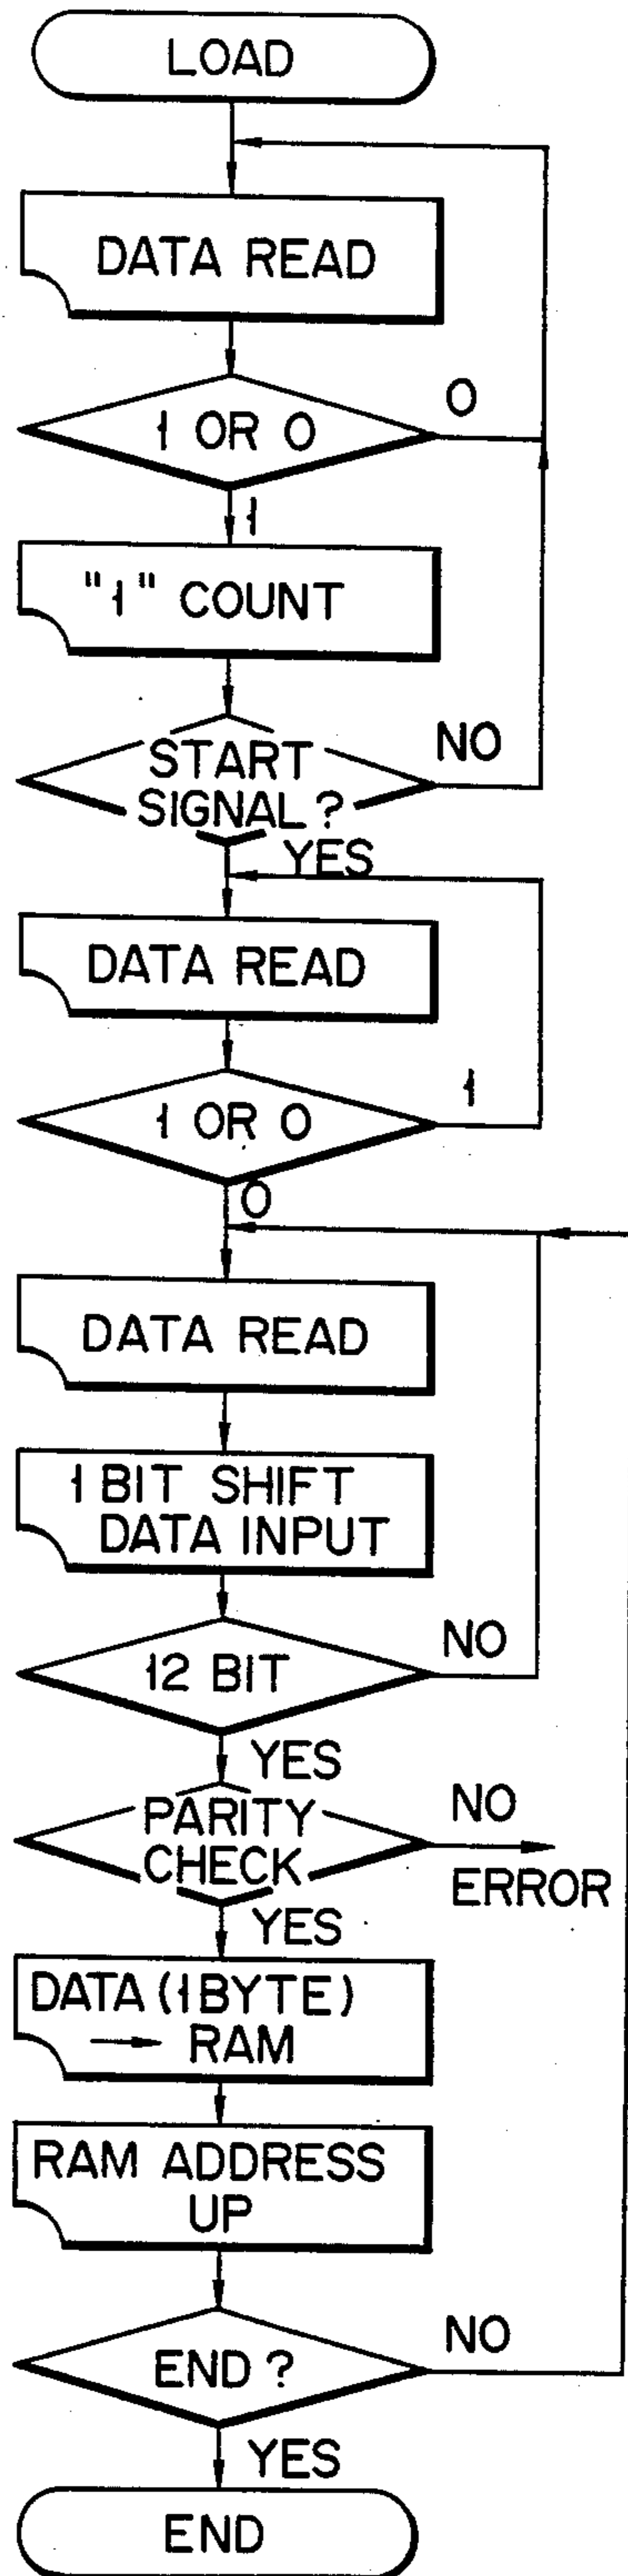 LOAD
DATA READ
1 OR 0
0
1
"1" COUNT
START
SIGNAL?
NO
YES
DATA READ
1 OR 0
1
0
DATA READ
1 BIT SHIFT
DATA INPUT
12 BIT
NO
YES
PARITY
CHECK
NO
ERROR
YES
DATA (1BYTE)
→ RAM
RAM ADDRESS
UP
END?
NO
YES
END